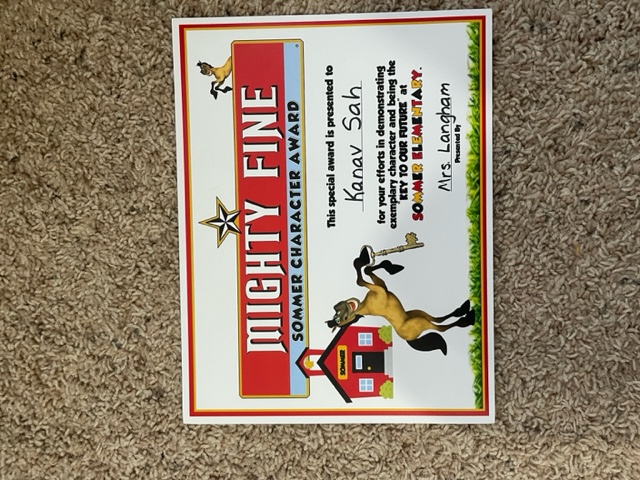 MIGHTY FINE
SOMMER CHARACTER AWARD
SOMMER
This special award is presented to
Kanav Sah
for your efforts in demonstrating
exemplary character and being the
"KEY TO OUR FUTURE" at
SOMMER ELEMENTARY.
Mrs. Langham
Presented By